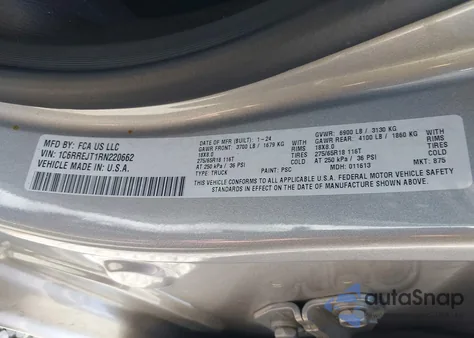 MFD BY: FCA US LLC
VIN: 1C6RREJT1RN220662
VEHICLE MADE IN: U.S.A.
DATE OF MFR (BUILT): 1-24
GVWR: 6900 LB / 3130 KG
GAWR FRONT: 3700 LB / 1679 KG WITH
GAWR REAR: 4100 LB / 1860 KG WITH
18X8.0 RIMS
18X8.0 RIMS
275/65R18 116T TIRES
275/65R18 116T TIRES
AT 250 kPa / 36 PSI COLD
AT 250 kPa / 36 PSI COLD
TYPE: TRUCK
PAINT: PSC
MDH: 011613
MKT: B75
THIS VEHICLE CONFORMS TO ALL APPLICABLE U.S.A. FEDERAL MOTOR VEHICLE SAFETY
STANDARDS IN EFFECT ON THE DATE OF MANUFACTURE SHOWN ABOVE.
autoSnap